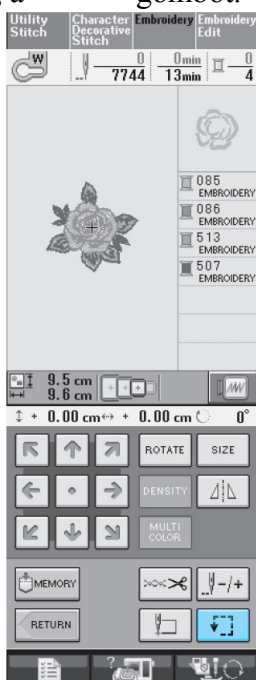 gombot.
Utility Stitch
Character Decorative Stitch
Embroidery
Embroidery Edit
W
0
7744
0min
13min
0
4
085
EMBROIDERY
086
EMBROIDERY
513
EMBROIDERY
507
EMBROIDERY
9.5 cm
9.6 cm
+ 0.00 cm + 0.00 cm 0°
ROTATE
SIZE
DENSITY
MULTI COLOR
MEMORY
-/+
RETURN
?